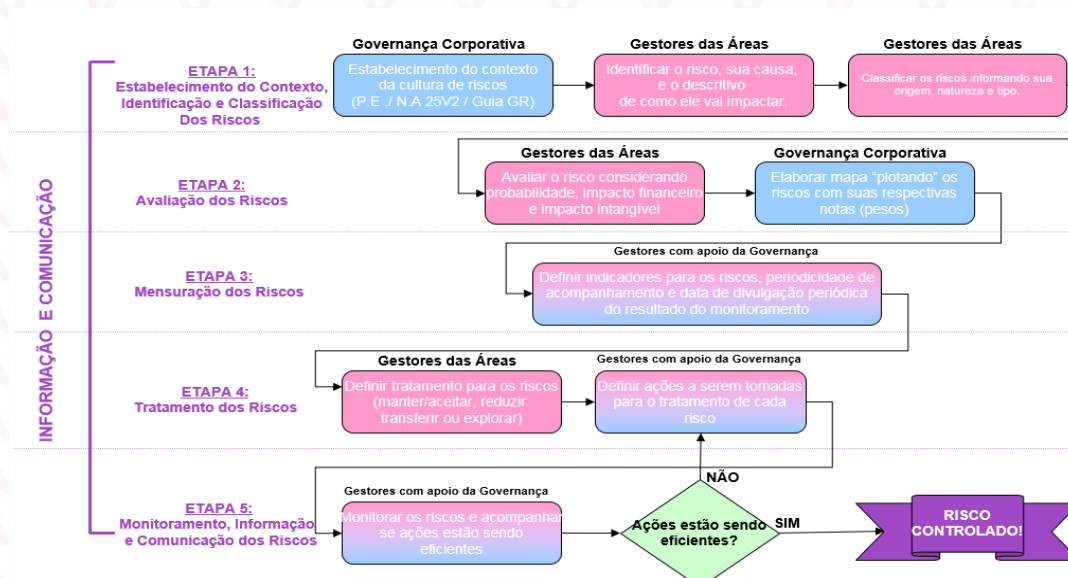 INFORMAÇÃO E COMUNICAÇÃO
ETAPA 1:
Estabelecimento do Contexto,
Identificação e Classificação
Dos Riscos
Governança Corporativa
Estabelecimento do contexto
da cultura de riscos
(P.E ./ N.A 25V2 / Guia GR)
Gestores das Áreas
Identificar o risco, sua causa,
e o descritivo
de como ele vai impactar.
Gestores das Áreas
Classificar os riscos informando sua
origem, natureza e tipo.
ETAPA 2:
Avaliação dos Riscos
Gestores das Áreas
Avaliar o risco considerando
probabilidade, impacto financeiro
e impacto intangível
Governança Corporativa
Elaborar mapa “plotando” os
riscos com suas respectivas
notas (pesos)
ETAPA 3:
Mensuração dos Riscos
Gestores com apoio da Governança
Definir indicadores para os riscos, periodicidade de
acompanhamento e data de divulgação periódica
do resultado do monitoramento
ETAPA 4:
Tratamento dos Riscos
Gestores das Áreas
Definir tratamento para os riscos
(manter/aceitar, reduzir
transferir ou explorar)
Gestores com apoio da Governança
Definir ações a serem tomadas
para o tratamento de cada
risco
ETAPA 5:
Monitoramento, Informação
e Comunicação dos Riscos
Gestores com apoio da Governança
Monitorar os riscos e acompanhar
se ações estão sendo
eficientes
NÃO
Ações estão sendo
eficientes?
SIM
RISCO
CONTROLADO!